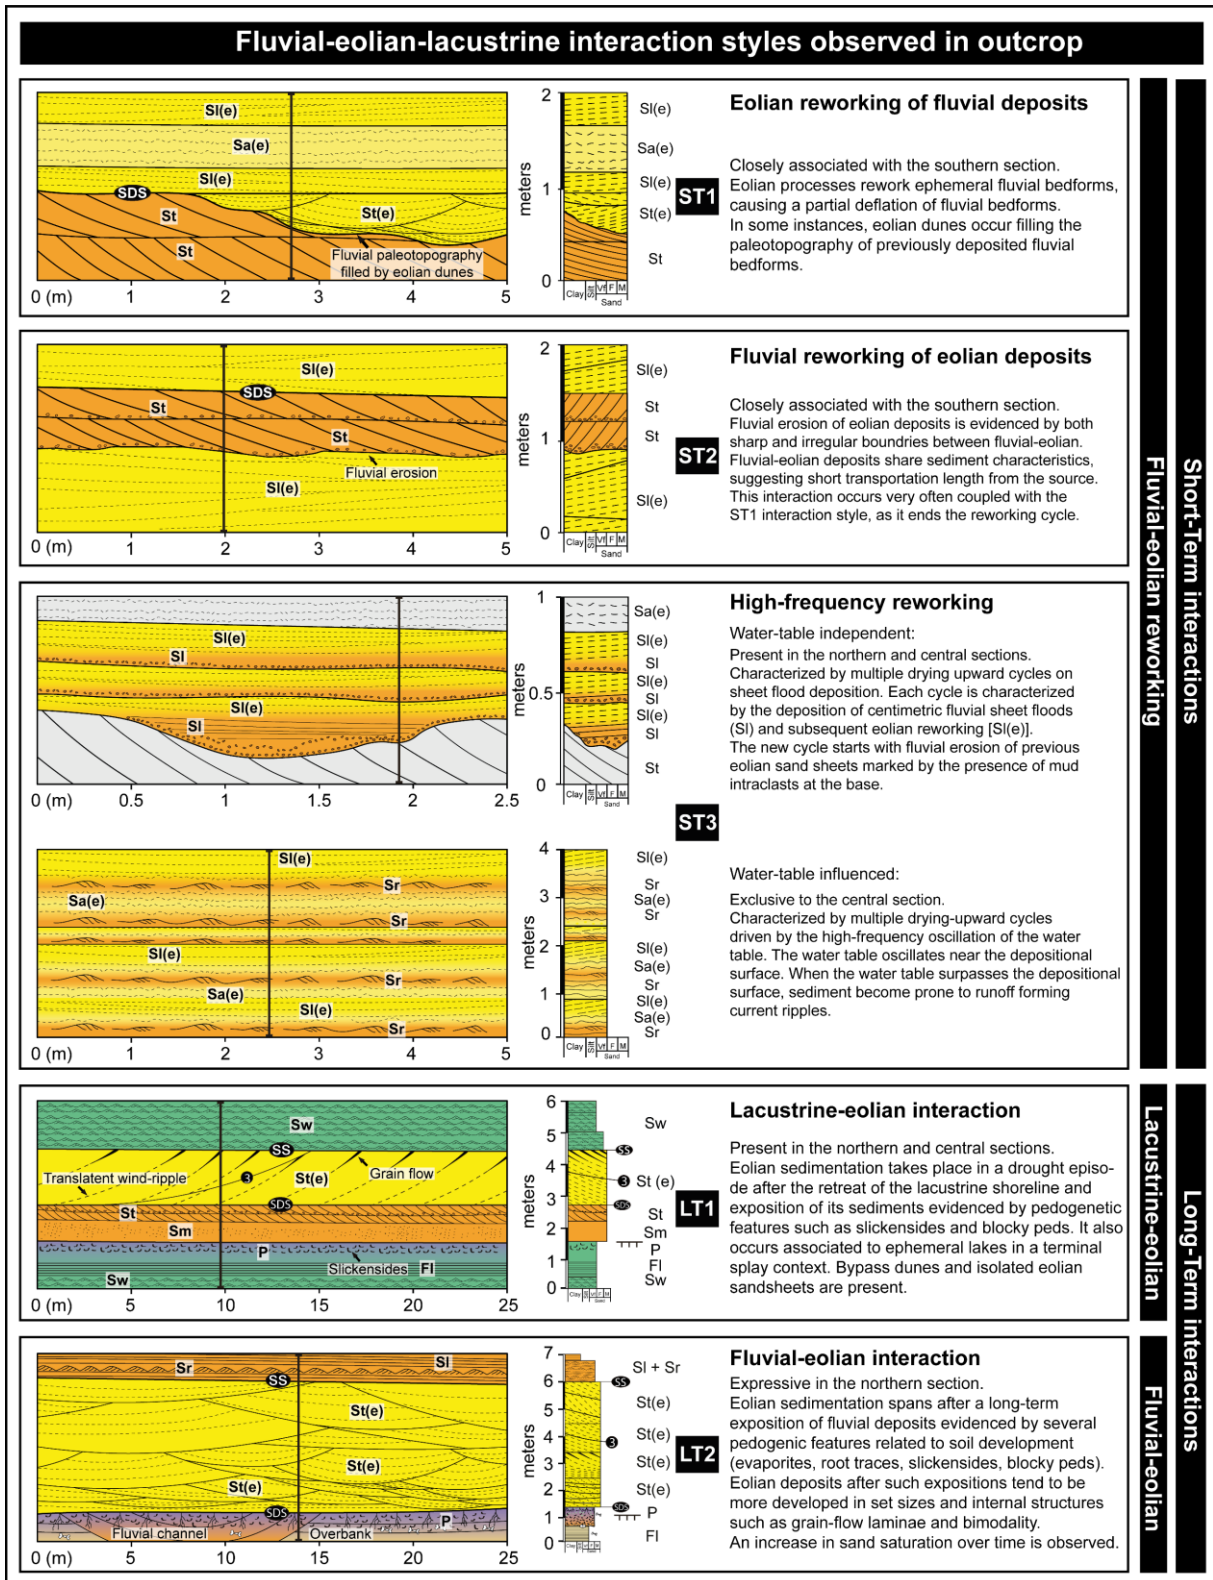 Fluvial-eolian-lacustrine interaction styles observed in outcrop
Sl(e)
Sa(e)
Sl(e)
SDS
St
St(e)
St
Fluvial paleotopography
filled by eolian dunes
0 (m) 1 2 3 4 5
meters
2
1
0
Sl(e)
Sa(e)
Sl(e)
St(e)
St
Clay Silt Vf F M
Sand
ST1
Eolian reworking of fluvial deposits
Closely associated with the southern section.
Eolian processes rework ephemeral fluvial bedforms,
causing a partial deflation of fluvial bedforms.
In some instances, eolian dunes occur filling the
paleotopography of previously deposited fluvial
bedforms.
Sl(e)
SDS
St
St
Fluvial erosion
Sl(e)
0 (m) 1 2 3 4 5
meters
2
1
0
Sl(e)
St
St
Sl(e)
Clay Silt Vf F M
Sand
ST2
Fluvial reworking of eolian deposits
Closely associated with the southern section.
Fluvial erosion of eolian deposits is evidenced by both
sharp and irregular boundries between fluvial-eolian.
Fluvial-eolian deposits share sediment characteristics,
suggesting short transportation length from the source.
This interaction occurs very often coupled with the
ST1 interaction style, as it ends the reworking cycle.
Sl(e)
Sl
Sl(e)
Sl
0 (m) 0.5 1 1.5 2 2.5
meters
1
0.5
0
Sa(e)
Sl(e)
Sl
Sl(e)
Sl
Sl(e)
Sl
St
Clay Silt Vf F M
Sand
High-frequency reworking
Water-table independent:
Present in the northern and central sections.
Characterized by multiple drying upward cycles on
sheet flood deposition. Each cycle is characterized
by the deposition of centimetric fluvial sheet floods
(Sl) and subsequent eolian reworking [Sl(e)].
The new cycle starts with fluvial erosion of previous
eolian sand sheets marked by the presence of mud
intraclasts at the base.
ST3
Sl(e)
Sr
Sa(e)
Sr
Sl(e)
Sr
Sa(e)
Sl(e)
Sr
0 (m) 1 2 3 4 5
meters
4
3
2
1
0
Sl(e)
Sr
Sa(e)
Sr
Sl(e)
Sa(e)
Sr
Sl(e)
Sa(e)
Sr
Clay Silt Vf F M
Sand
Water-table influenced:
Exclusive to the central section.
Characterized by multiple drying-upward cycles
driven by the high-frequency oscillation of the water
table. The water table oscillates near the depositional
surface. When the water table surpasses the depositional
surface, sediment become prone to runoff forming
current ripples.
Fluvial-eolian reworking
Short-Term interactions
Sw
SS
Translatent wind-ripple
3
St(e)
Grain flow
SDS
St
Sm
P
Slickensides
Fl
Sw
0 (m) 5 10 15 20 25
meters
6
5
4
3
2
1
0
Sw
SS
3 St (e)
SDS
St
Sm
P
Fl
Sw
Clay Silt Vf F M
Sand
LT1
Lacustrine-eolian interaction
Present in the northern and central sections.
Eolian sedimentation takes place in a drought episo-
de after the retreat of the lacustrine shoreline and
exposition of its sediments evidenced by pedogenetic
features such as slickensides and blocky peds. It also
occurs associated to ephemeral lakes in a terminal
splay context. Bypass dunes and isolated eolian
sandsheets are present.
Lacustrine-eolian
Sr
Sl
SS
St(e)
St(e)
St(e)
SDS
P
Fluvial channel
Overbank
0 (m) 5 10 15 20 25
meters
7
6
5
4
3
2
1
0
Sl + Sr
SS
St(e)
St(e)
3
St(e)
St(e)
SDS
P
Fl
Clay Silt Vf F M
Sand
LT2
Fluvial-eolian interaction
Expressive in the northern section.
Eolian sedimentation spans after a long-term
exposition of fluvial deposits evidenced by several
pedogenic features related to soil development
(evaporites, root traces, slickensides, blocky peds).
Eolian deposits after such expositions tend to be
more developed in set sizes and internal structures
such as grain-flow laminae and bimodality.
An increase in sand saturation over time is observed.
Fluvial-eolian
Long-Term interactions